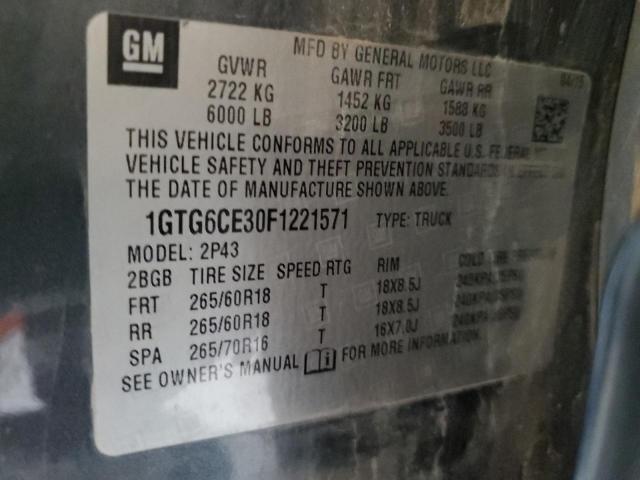 GM
MFD BY GENERAL MOTORS LLC
04/15
GVWR GAWR FRT GAWR RR
2722 KG 1452 KG 1588 KG
6000 LB 3200 LB 3500 LB
THIS VEHICLE CONFORMS TO ALL APPLICABLE U.S. FEDERAL
VEHICLE SAFETY AND THEFT PREVENTION STANDARDS
THE DATE OF MANUFACTURE SHOWN ABOVE.
1GTG6CE30F1221571 TYPE: TRUCK
MODEL: 2P43
2BGB TIRE SIZE SPEED RTG RIM COLD
FRT 265/60R18 T 18X8.5J
RR 265/60R18 T 18X8.5J
SPA 265/70R16 T 16X7.0J
SEE OWNER'S MANUAL FOR MORE INFORMATION.